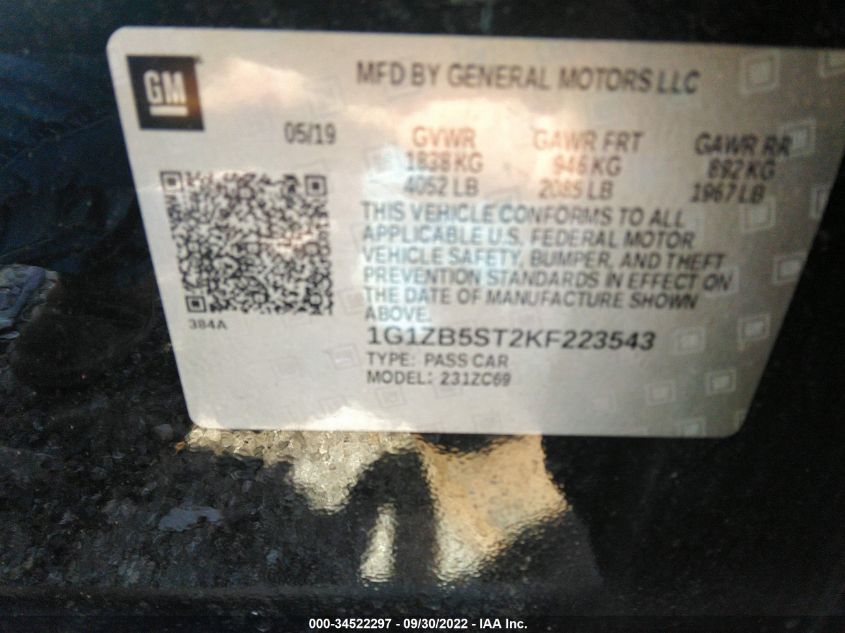 GM
MFD BY GENERAL MOTORS LLC
05/19 GVWR GAWR FRT GAWR RR
1838 KG 946 KG 892 KG
4052 LB 2085 LB 1967 LB
THIS VEHICLE CONFORMS TO ALL
APPLICABLE U.S. FEDERAL MOTOR
VEHICLE SAFETY, BUMPER, AND THEFT
PREVENTION STANDARDS IN EFFECT ON
THE DATE OF MANUFACTURE SHOWN
ABOVE.
384A
1G1ZB5ST2KF223543
TYPE: PASS CAR
MODEL: 231ZC69
000-34522297 - 09/30/2022 - IAA Inc.